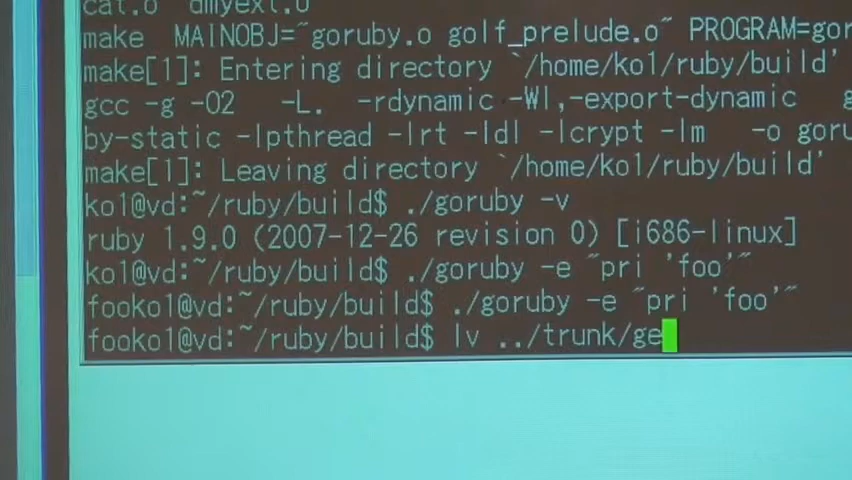 cat.o dmyext.o
make MAINOBJ="goruby.o golf_prelude.o" PROGRAM=gor
make[1]: Entering directory `/home/ko1/ruby/build'
gcc -g -O2 -L. -rdynamic -Wl,-export-dynamic g
by-static -lpthread -lrt -ldl -lcrypt -lm -o goru
make[1]: Leaving directory `/home/ko1/ruby/build'
ko1@vd:~/ruby/build$ ./goruby -v
ruby 1.9.0 (2007-12-26 revision 0) [i686-linux]
ko1@vd:~/ruby/build$ ./goruby -e "pri 'foo'"
fooko1@vd:~/ruby/build$ ./goruby -e "pri 'foo'"
fooko1@vd:~/ruby/build$ lv ../trunk/ge